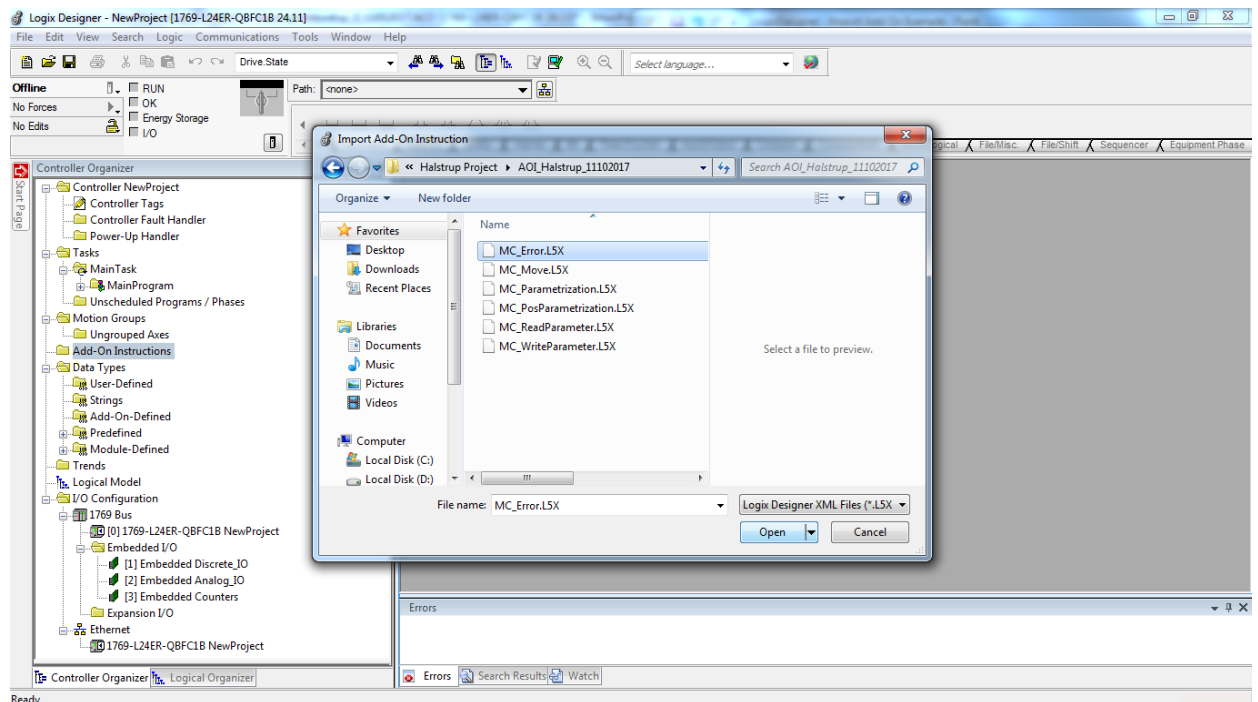 Logix Designer - NewProject [1769-L24ER-QBFC1B 24.11]
File Edit View Search Logic Communications Tools Window Help
Drive.State
Select language...
Offline
RUN
Path: <none>
No Forces
OK
Energy Storage
No Edits
I/O
File/Misc. File/Shift Sequencer Equipment Phase
Start Page
Controller Organizer
Controller NewProject
Controller Tags
Controller Fault Handler
Power-Up Handler
Tasks
MainTask
MainProgram
Unscheduled Programs / Phases
Motion Groups
Ungrouped Axes
Add-On Instructions
Data Types
User-Defined
Strings
Add-On-Defined
Predefined
Module-Defined
Trends
Logical Model
I/O Configuration
1769 Bus
[0] 1769-L24ER-QBFC1B NewProject
Embedded I/O
[1] Embedded Discrete_IO
[2] Embedded Analog_IO
[3] Embedded Counters
Expansion I/O
Ethernet
1769-L24ER-QBFC1B NewProject
Controller Organizer Logical Organizer
Import Add-On Instruction
« Halstrup Project AOI_Halstrup_11102017
Search AOI_Halstrup_11102017
Organize New folder
Favorites
Desktop
Downloads
Recent Places
Libraries
Documents
Music
Pictures
Videos
Computer
Local Disk (C:)
Local Disk (D:)
Name
MC_Error.L5X
MC_Move.L5X
MC_Parametrization.L5X
MC_PosParametrization.L5X
MC_ReadParameter.L5X
MC_WriteParameter.L5X
Select a file to preview.
File name: MC_Error.L5X
Logix Designer XML Files (*.L5X
Open Cancel
Errors
Errors Search Results Watch
Ready